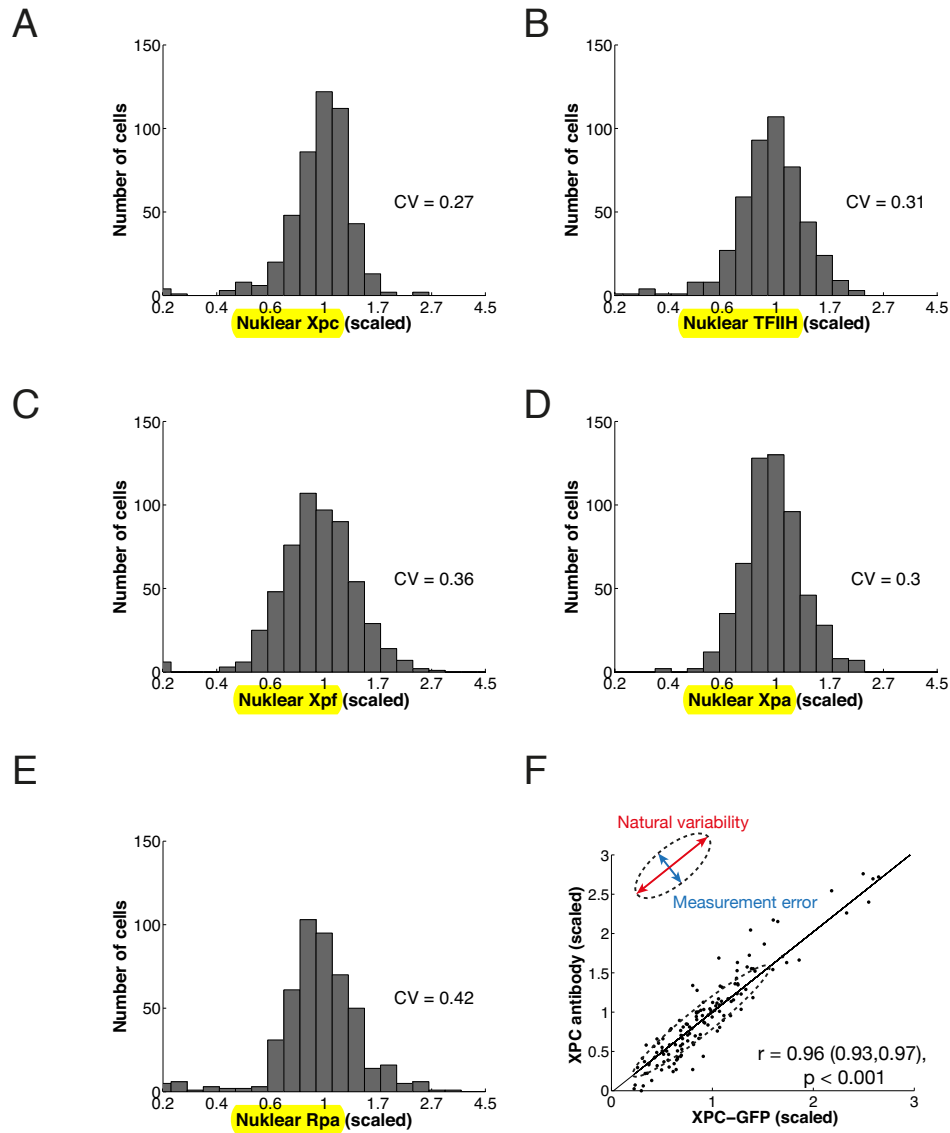 A
150
100
50
0
Number of cells
CV = 0.27
0.2 0.4 0.6 1 1.7 2.7 4.5
Nuklear Xpc (scaled)
B
150
100
50
0
Number of cells
CV = 0.31
0.2 0.4 0.6 1 1.7 2.7 4.5
Nuklear TFIIH (scaled)
C
150
100
50
0
Number of cells
CV = 0.36
0.2 0.4 0.6 1 1.7 2.7 4.5
Nuklear Xpf (scaled)
D
150
100
50
0
Number of cells
CV = 0.3
0.2 0.4 0.6 1 1.7 2.7 4.5
Nuklear Xpa (scaled)
E
150
100
50
0
Number of cells
CV = 0.42
0.2 0.4 0.6 1 1.7 2.7 4.5
Nuklear Rpa (scaled)
F
Natural variability
Measurement error
3
2.5
2
1.5
1
0.5
0
XPC antibody (scaled)
r = 0.96 (0.93,0.97),
p < 0.001
0 1 2 3
XPC-GFP (scaled)